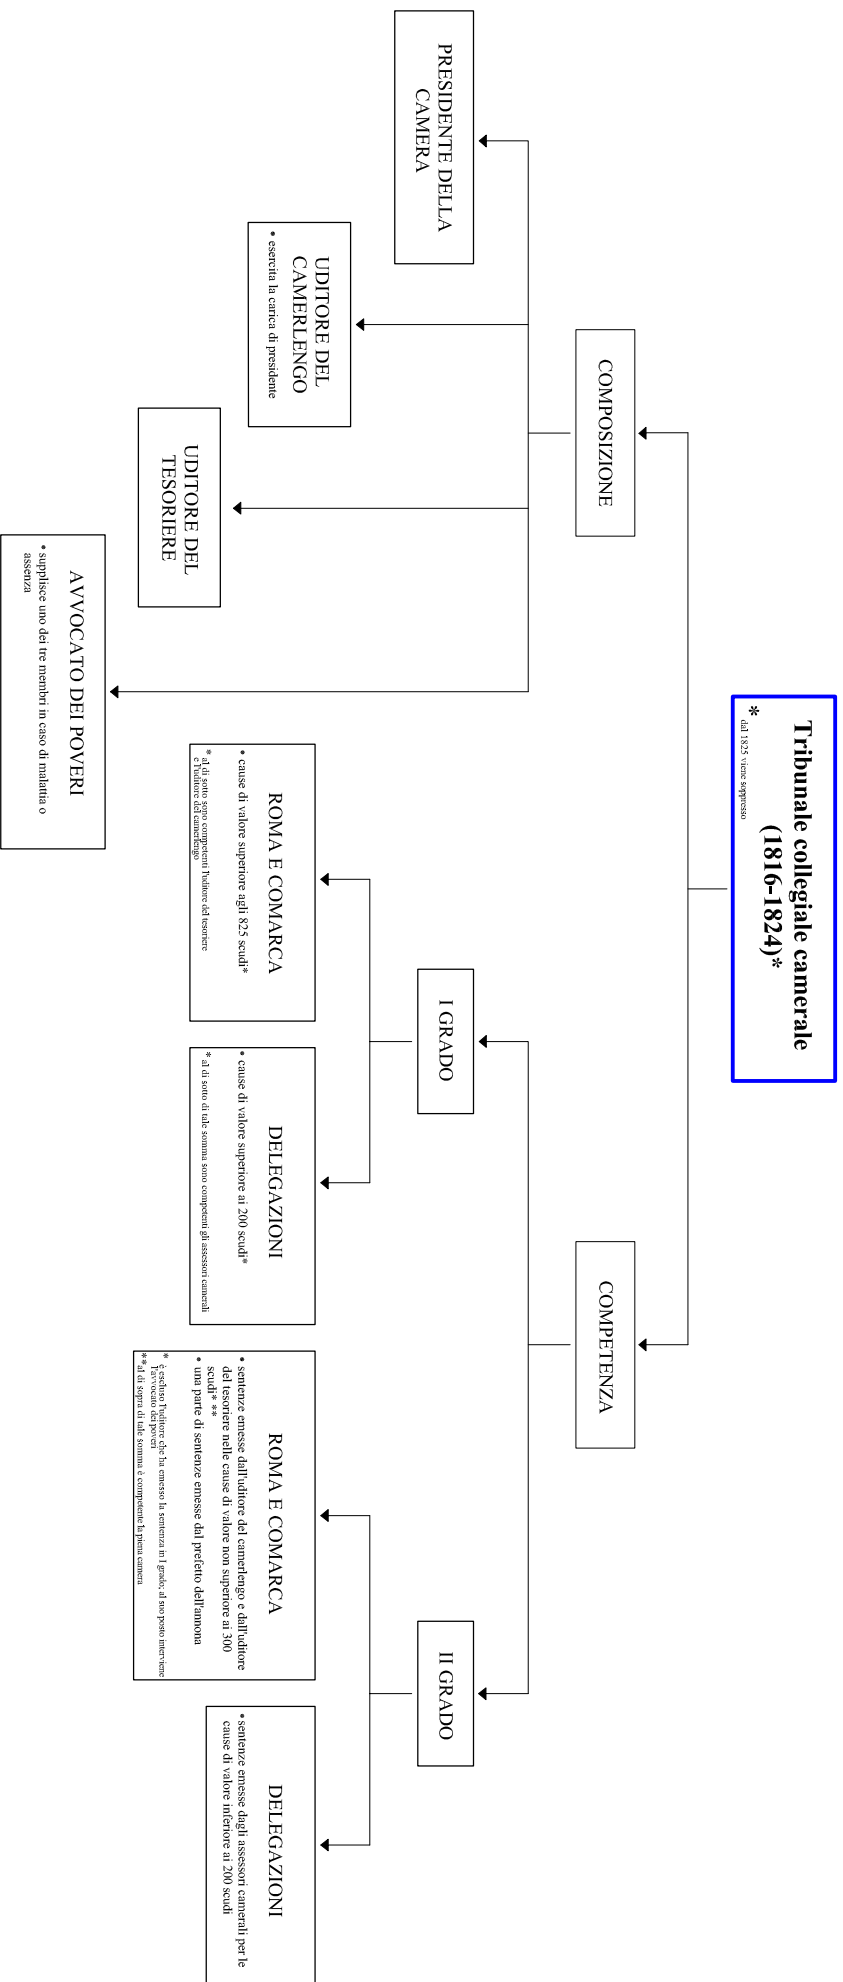 Tribunale collegiale camerale
(1816-1824)*
* dal 1825 viene soppresso
COMPOSIZIONE
COMPETENZA
PRESIDENTE DELLA
CAMERA
UDITORE DEL
CAMERLENGO
• esercita la carica di presidente
UDITORE DEL
TESORIERE
AVVOCATO DEI POVERI
• supplisce uno dei tre membri in caso di malattia o
assenza
I GRADO
II GRADO
ROMA E COMARCA
• cause di valore superiore agli 825 scudi*
* al di sotto sono competenti l'uditore del tesoriere
e l'uditore del camerlengo
DELEGAZIONI
• cause di valore superiore ai 200 scudi*
* al di sotto di tale somma sono competenti gli assessori camerali
ROMA E COMARCA
• sentenze emesse dall'uditore del camerlengo e dall'uditore
del tesoriere nelle cause di valore non superiore ai 300
scudi* **
• una parte di sentenze emesse dal prefetto dell'annona
* è escluso l'uditore che ha emesso la sentenza in I grado; al suo posto interviene
l'avvocato dei poveri
** al di sopra di tale somma è competente la piena camera
DELEGAZIONI
• sentenze emesse dagli assessori camerali per le
cause di valore inferiore ai 200 scudi